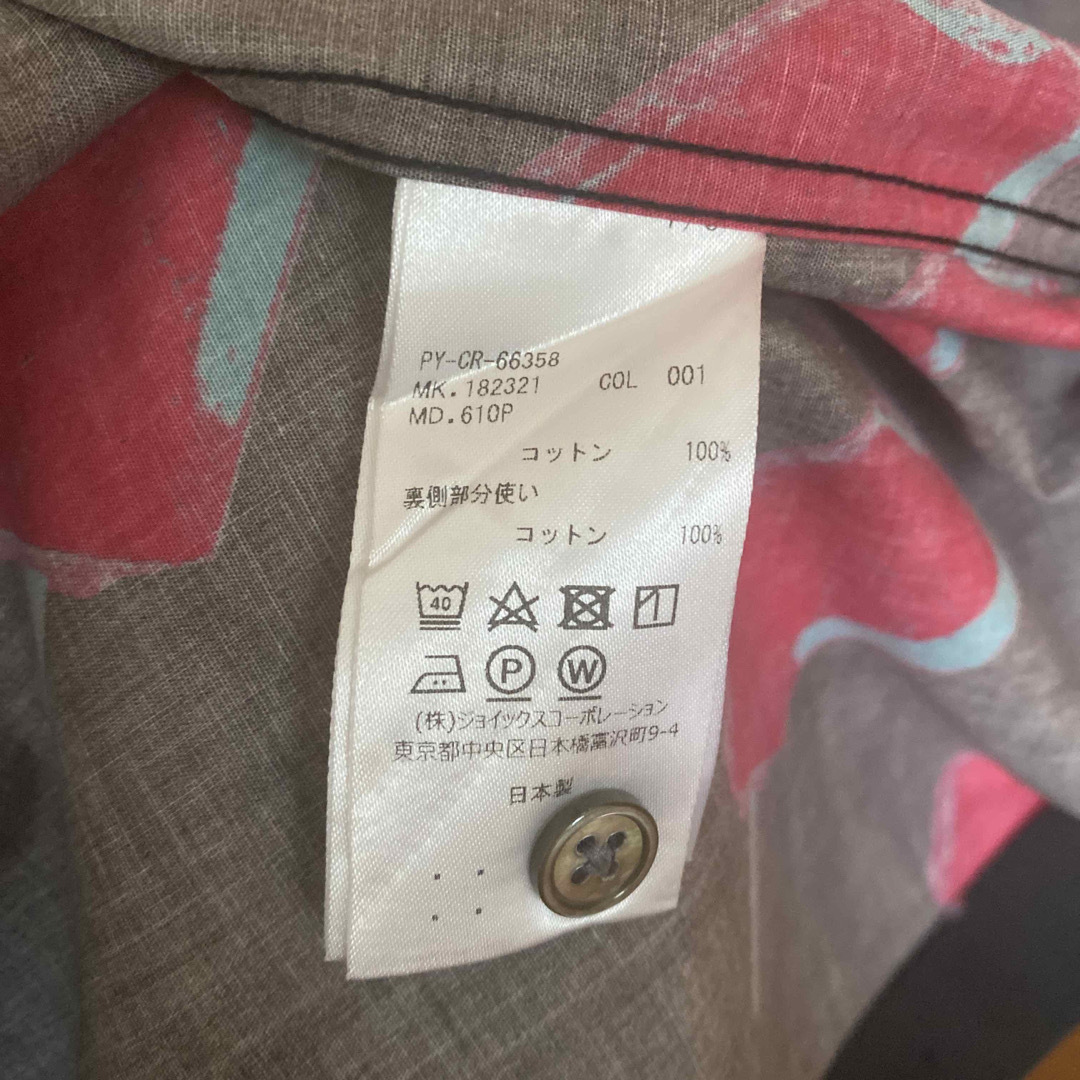 PY-CR-66358
MK.182321 COL 001
MD.610P
コットン 100%
裏側部分使い
コットン 100%
40
P W
(株)ジョイックスコーポレーション
東京都中央区日本橋富沢町9-4
日本製